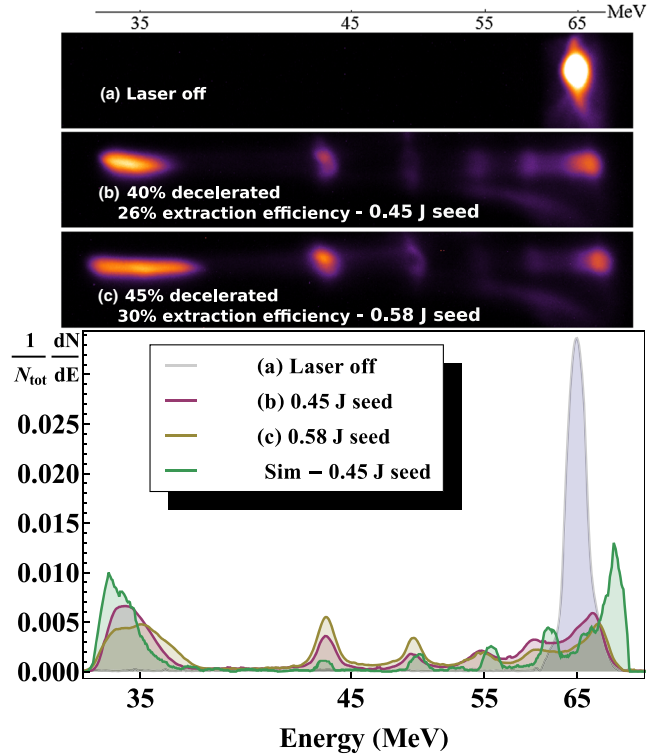 MeV
35 45 55 65
(a) Laser off
(b) 40% decelerated
26% extraction efficiency - 0.45 J seed
(c) 45% decelerated
30% extraction efficiency - 0.58 J seed
1 dN
N_tot dE
(a) Laser off
(b) 0.45 J seed
(c) 0.58 J seed
Sim − 0.45 J seed
0.030
0.025
0.020
0.015
0.010
0.005
0.000
35 45 55 65
Energy (MeV)